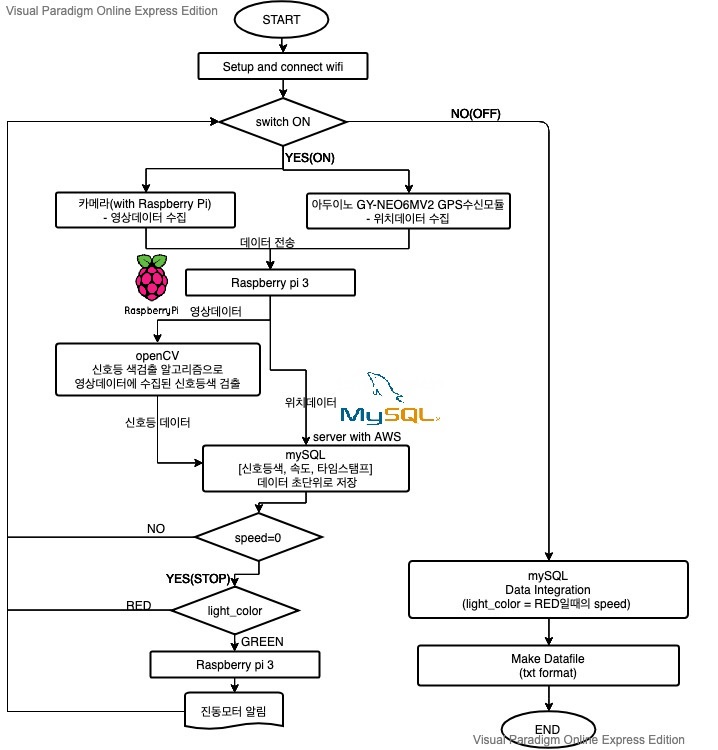 Visual Paradigm Online Express Edition
START
Setup and connect wifi
switch ON
NO(OFF)
YES(ON)
카메라(with Raspberry Pi)
- 영상데이터 수집
아두이노 GY-NEO6MV2 GPS수신모듈
- 위치데이터 수집
데이터 전송
RaspberryPi
Raspberry pi 3
영상데이터
openCV
신호등 색검출 알고리즘으로
영상데이터에 수집된 신호등색 검출
위치데이터
MySQL
신호등 데이터
server with AWS
mySQL
[신호등색, 속도, 타임스탬프]
데이터 초단위로 저장
NO
speed=0
YES(STOP)
RED
light_color
GREEN
Raspberry pi 3
진동모터 알림
mySQL
Data Integration
(light_color = RED일때의 speed)
Make Datafile
(txt format)
END
Visual Paradigm Online Express Edition